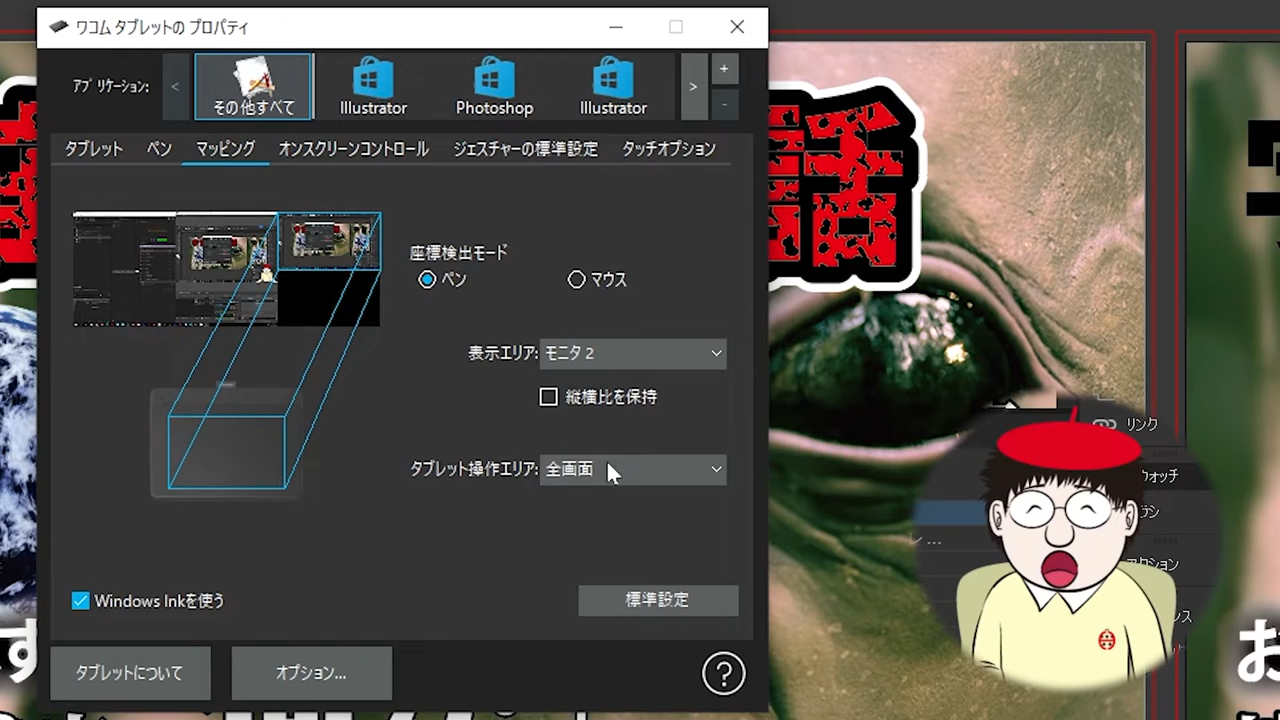 ワコム タブレットの プロパティ
アプリケーション:
その他すべて
Illustrator
Photoshop
Illustrator
タブレット
ペン
マッピング
オンスクリーンコントロール
ジェスチャーの標準設定
タッチオプション
座標検出モード
ペン
マウス
表示エリア:
モニタ 2
縦横比を保持
タブレット操作エリア:
全画面
Windows Inkを使う
標準設定
タブレットについて
オプション...
?
話
リンク
お
す